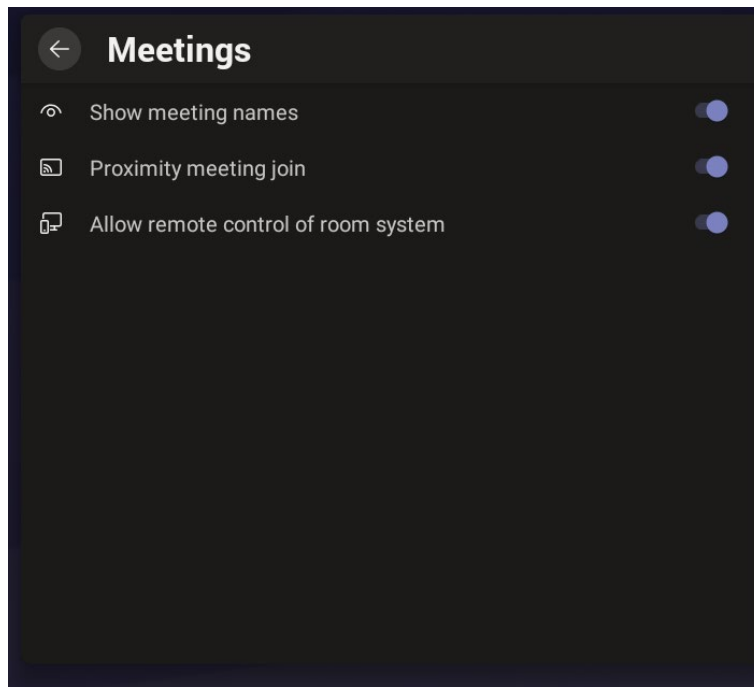 Meetings
Show meeting names
Proximity meeting join
Allow remote control of room system